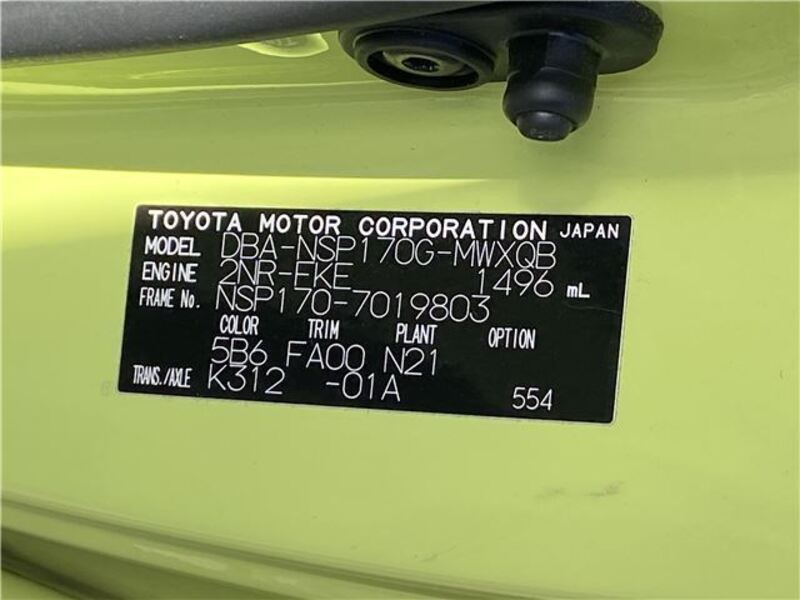 TOYOTA MOTOR CORPORATION JAPAN
MODEL DBA-NSP170G-MWXQB
ENGINE 2NR-FKE 1496 mL
FRAME No. NSP170-7019803
COLOR TRIM PLANT OPTION
5B6 FA00 N21
TRANS./AXLE K312 -01A 554